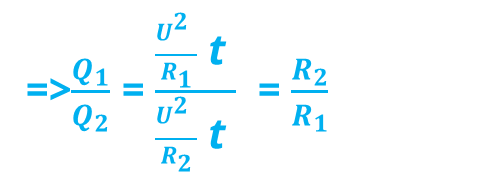 => Q₁/Q₂ = (U²/R₁ t)/(U²/R₂ t) = R₂/R₁